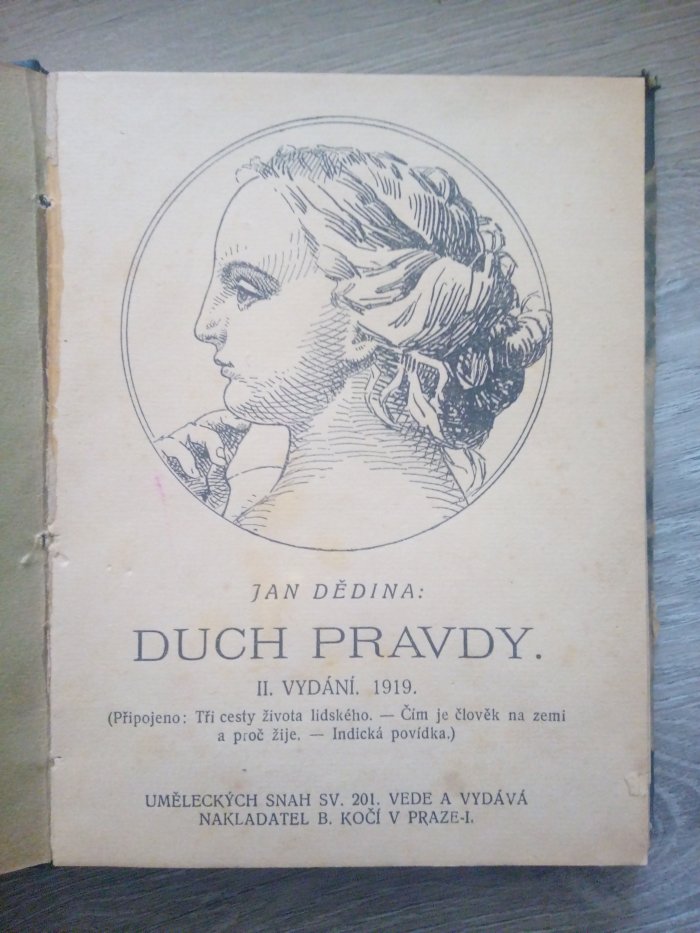 JAN DĚDINA:
DUCH PRAVDY.
II. VYDÁNÍ. 1919.
(Připojeno: Tři cesty života lidského. — Čím je člověk na zemi
a proč žije. — Indická povídka.)
UMĚLECKÝCH SNAH SV. 201. VEDE A VYDÁVÁ
NAKLADATEL B. KOČÍ V PRAZE-I.